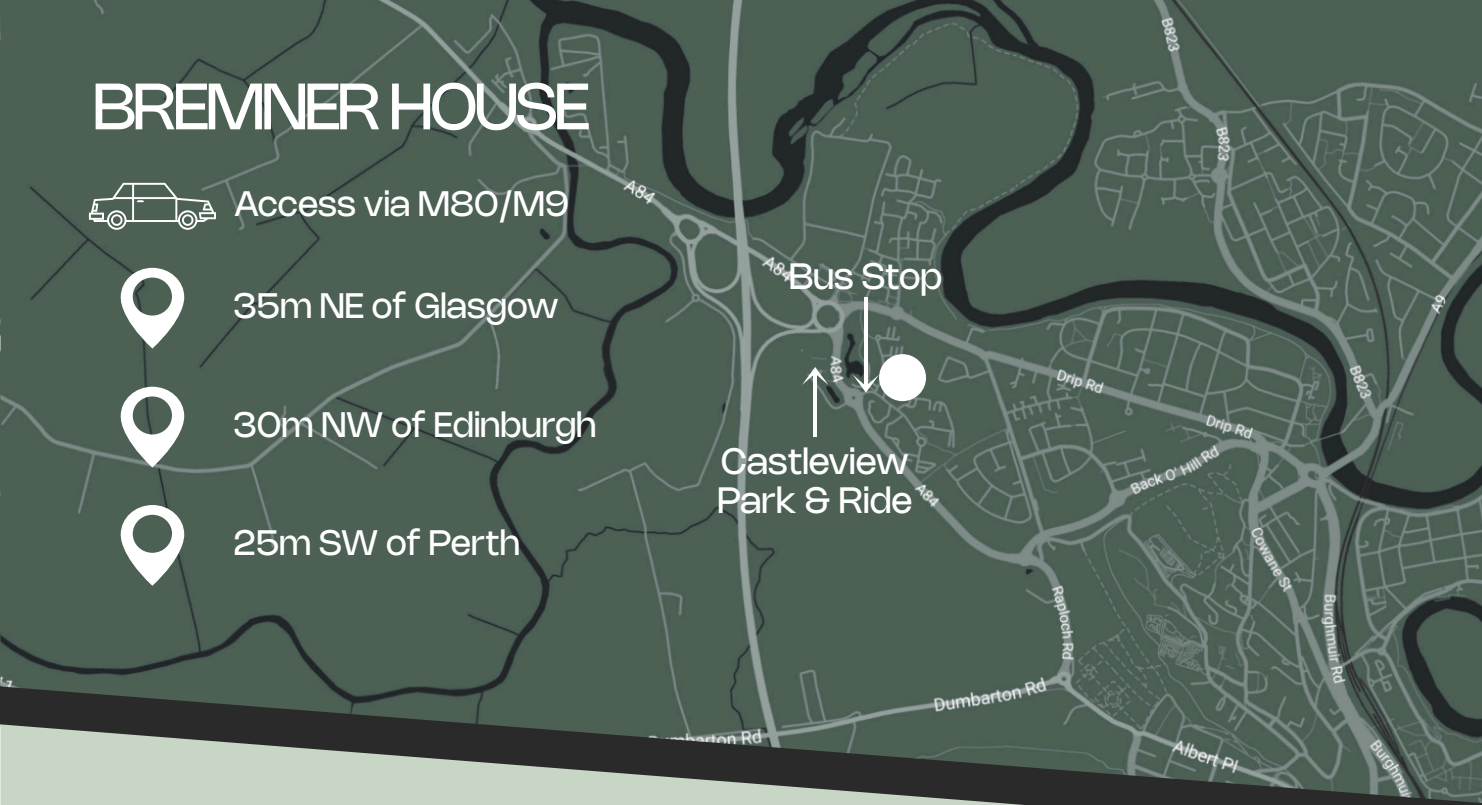 BREMNER HOUSE
Access via M80/M9
35m NE of Glasgow
30m NW of Edinburgh
25m SW of Perth
Bus Stop
Castleview
Park & Ride
B823
B823
A84
A84
A9
A84
Drip Rd
B823
Drip Rd
Back O' Hill Rd
A84
Cowane St
Raploch Rd
Burghmuir Rd
Dumbarton Rd
Dumbarton Rd
Albert Pl